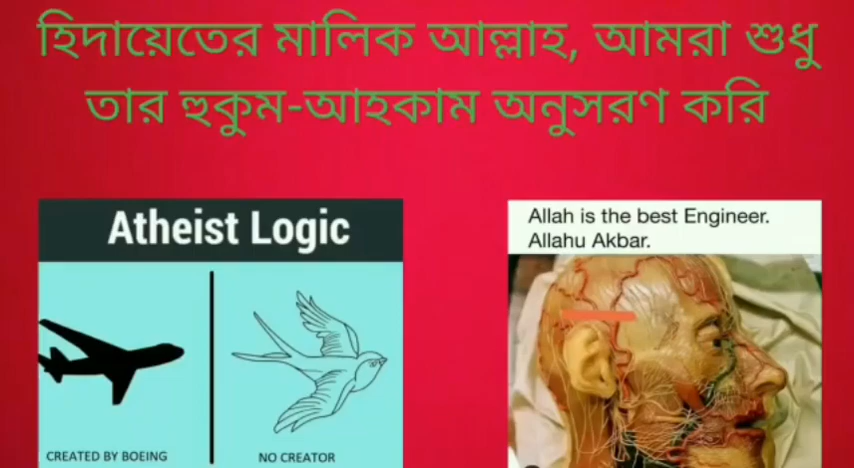 হিদায়েতের মালিক আল্লাহ, আমরা শুধু
তার হুকুম-আহকাম অনুসরণ করি
Atheist Logic
CREATED BY BOEING
NO CREATOR
Allah is the best Engineer.
Allahu Akbar.